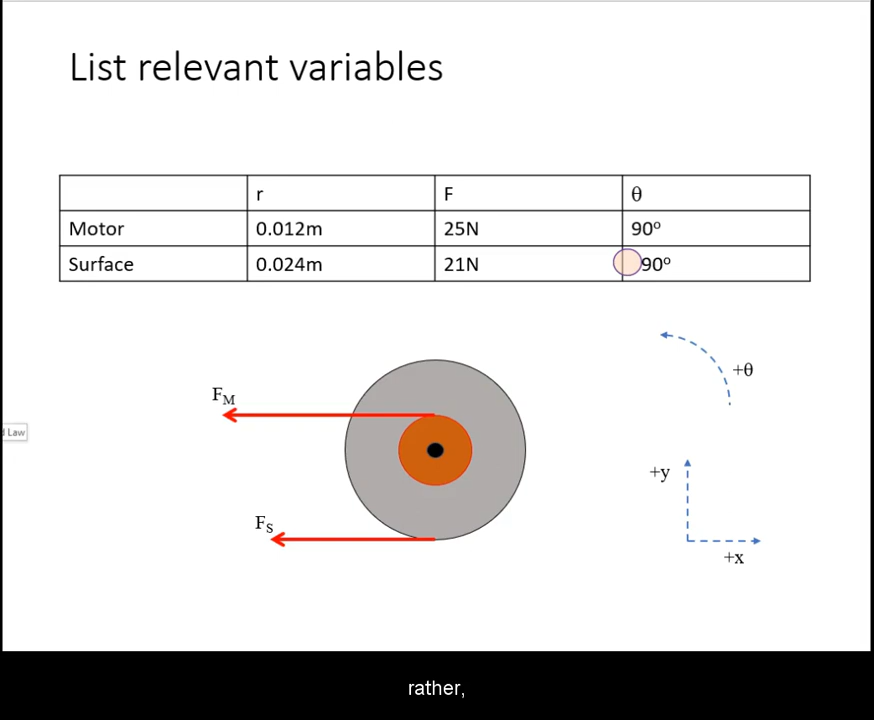 List relevant variables
r F θ
Motor 0.012m 25N 90º
Surface 0.024m 21N 90º
+θ
F_M
d Law
+y
F_S
+x
rather,